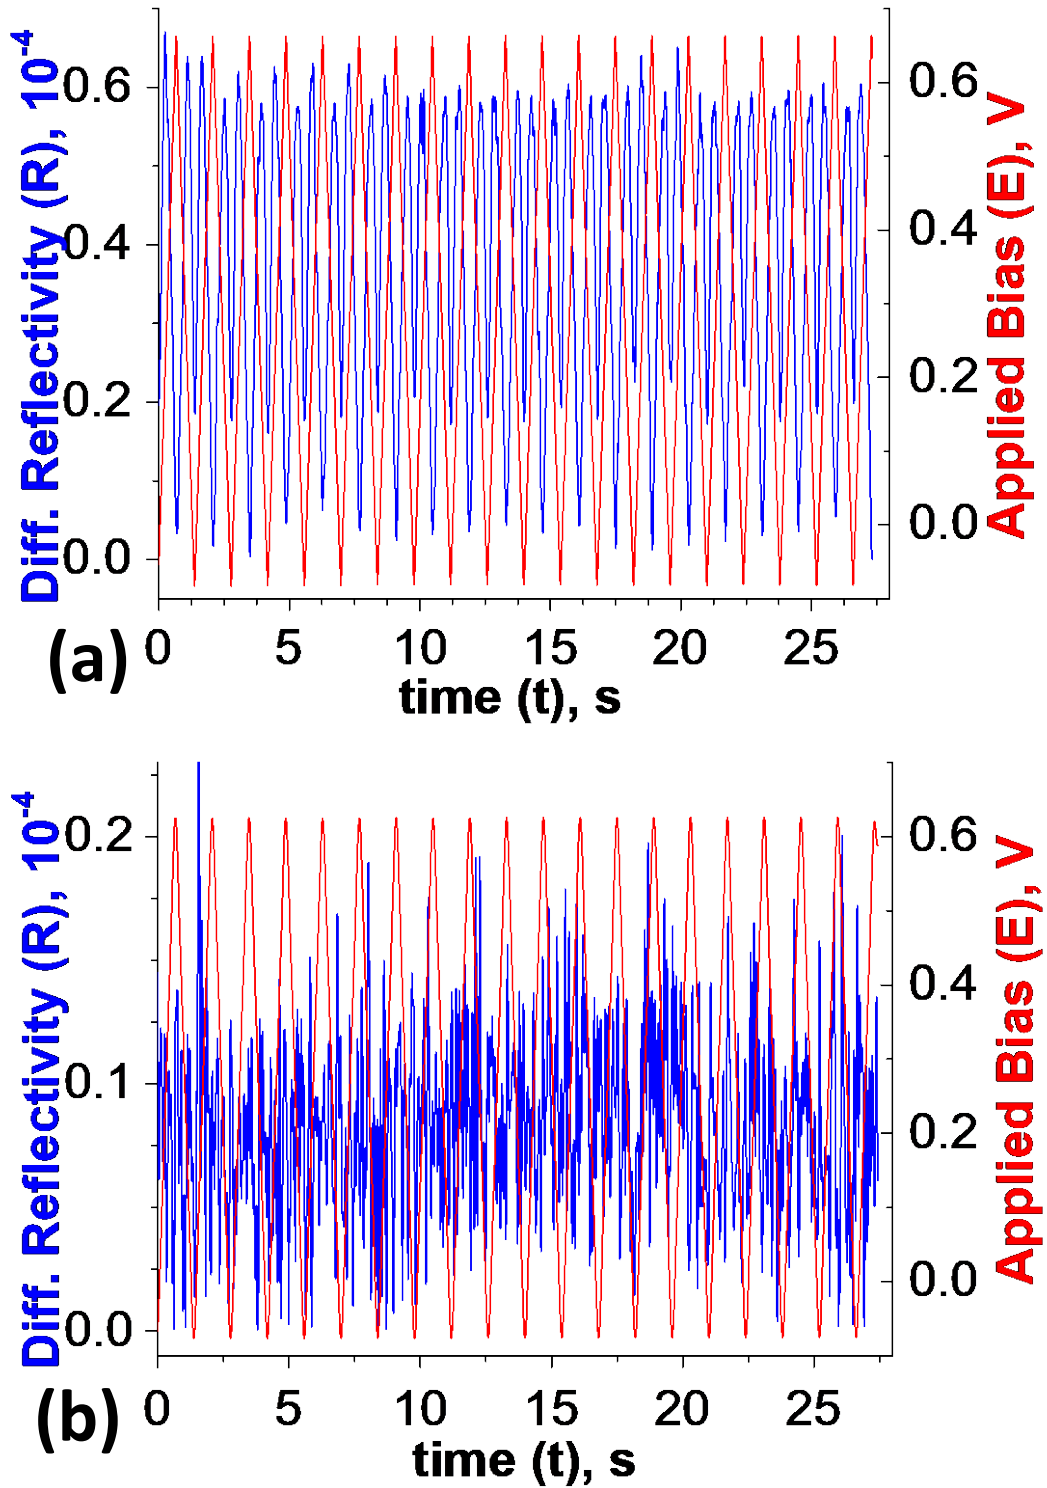 Diff. Reflectivity (R), 10⁻⁴
0.6
0.4
0.2
0.0
0.6
0.4
0.2
0.0
Applied Bias (E), V
0 5 10 15 20 25
time (t), s
(a)
Diff. Reflectivity (R), 10⁻⁴
0.2
0.1
0.0
0.6
0.4
0.2
0.0
Applied Bias (E), V
0 5 10 15 20 25
time (t), s
(b)